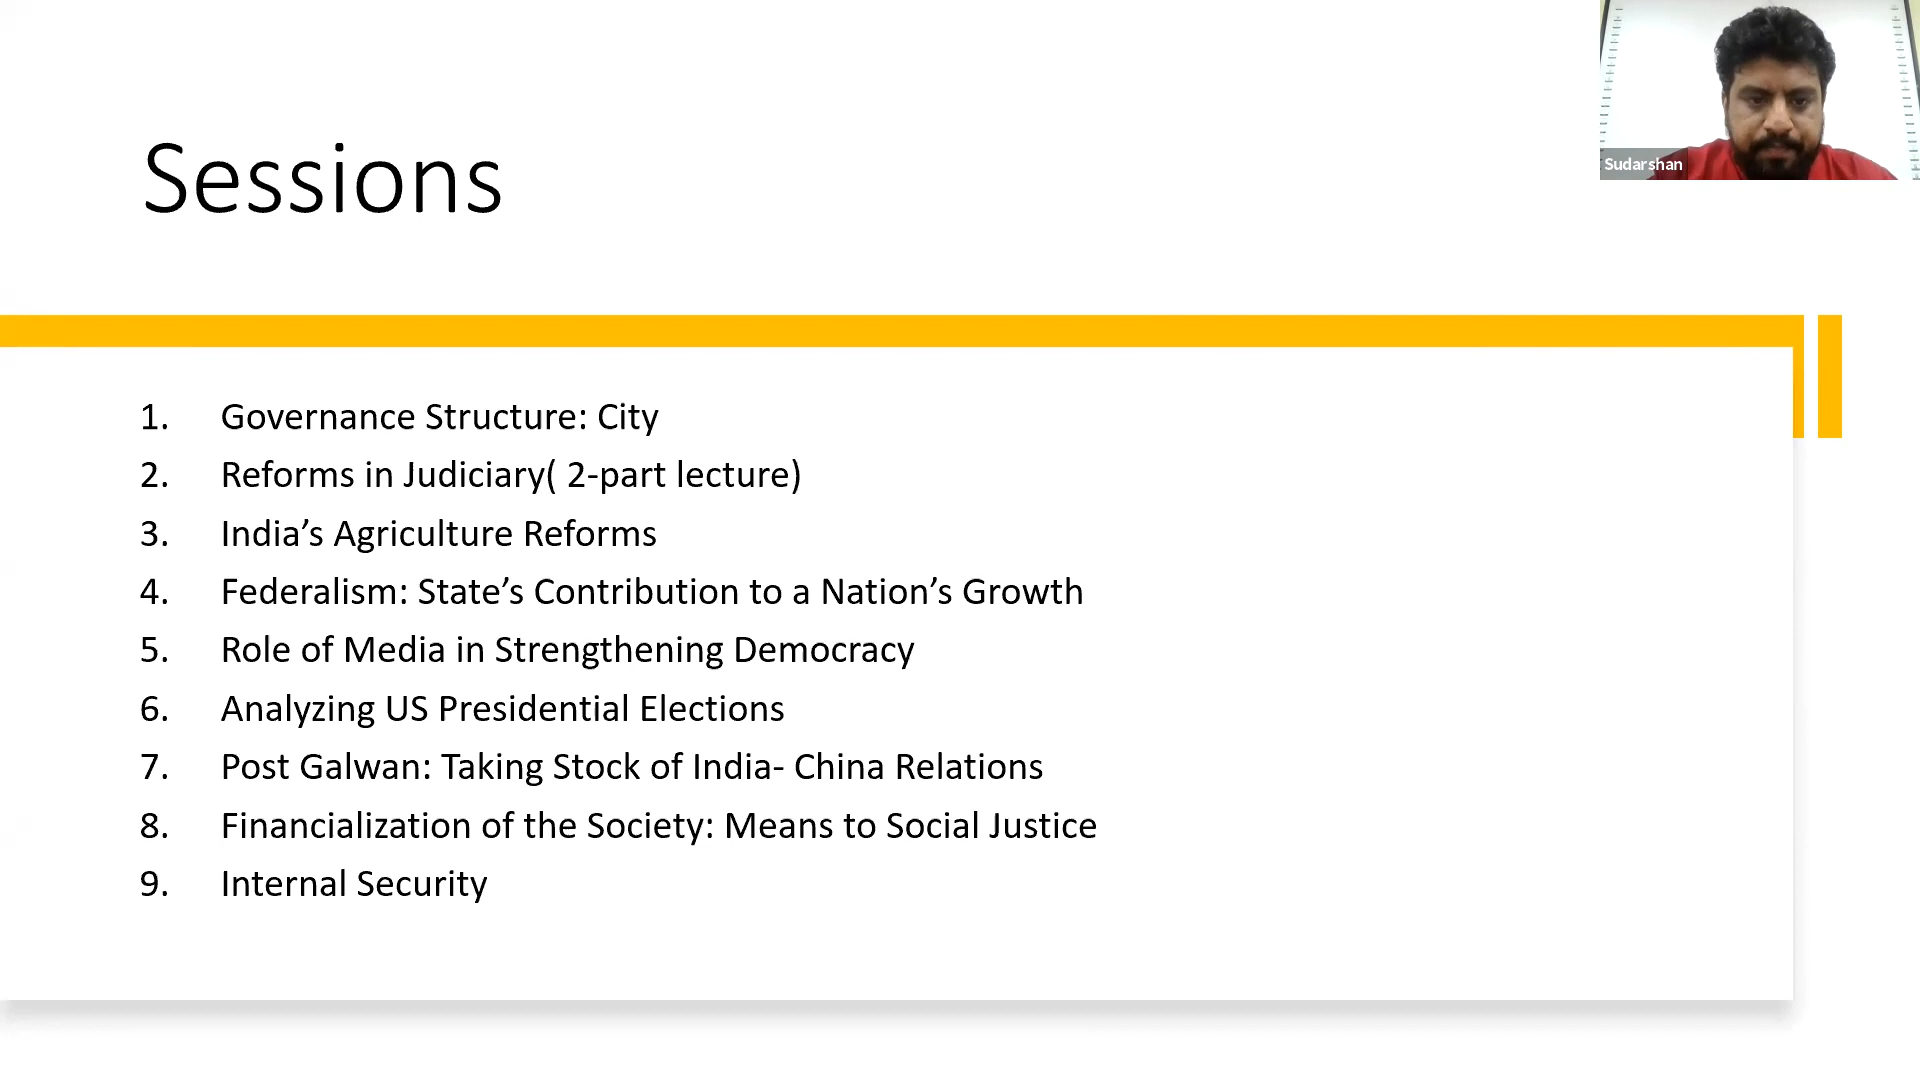 Sessions
Sudarshan
1. Governance Structure: City
2. Reforms in Judiciary( 2-part lecture)
3. India’s Agriculture Reforms
4. Federalism: State’s Contribution to a Nation’s Growth
5. Role of Media in Strengthening Democracy
6. Analyzing US Presidential Elections
7. Post Galwan: Taking Stock of India- China Relations
8. Financialization of the Society: Means to Social Justice
9. Internal Security